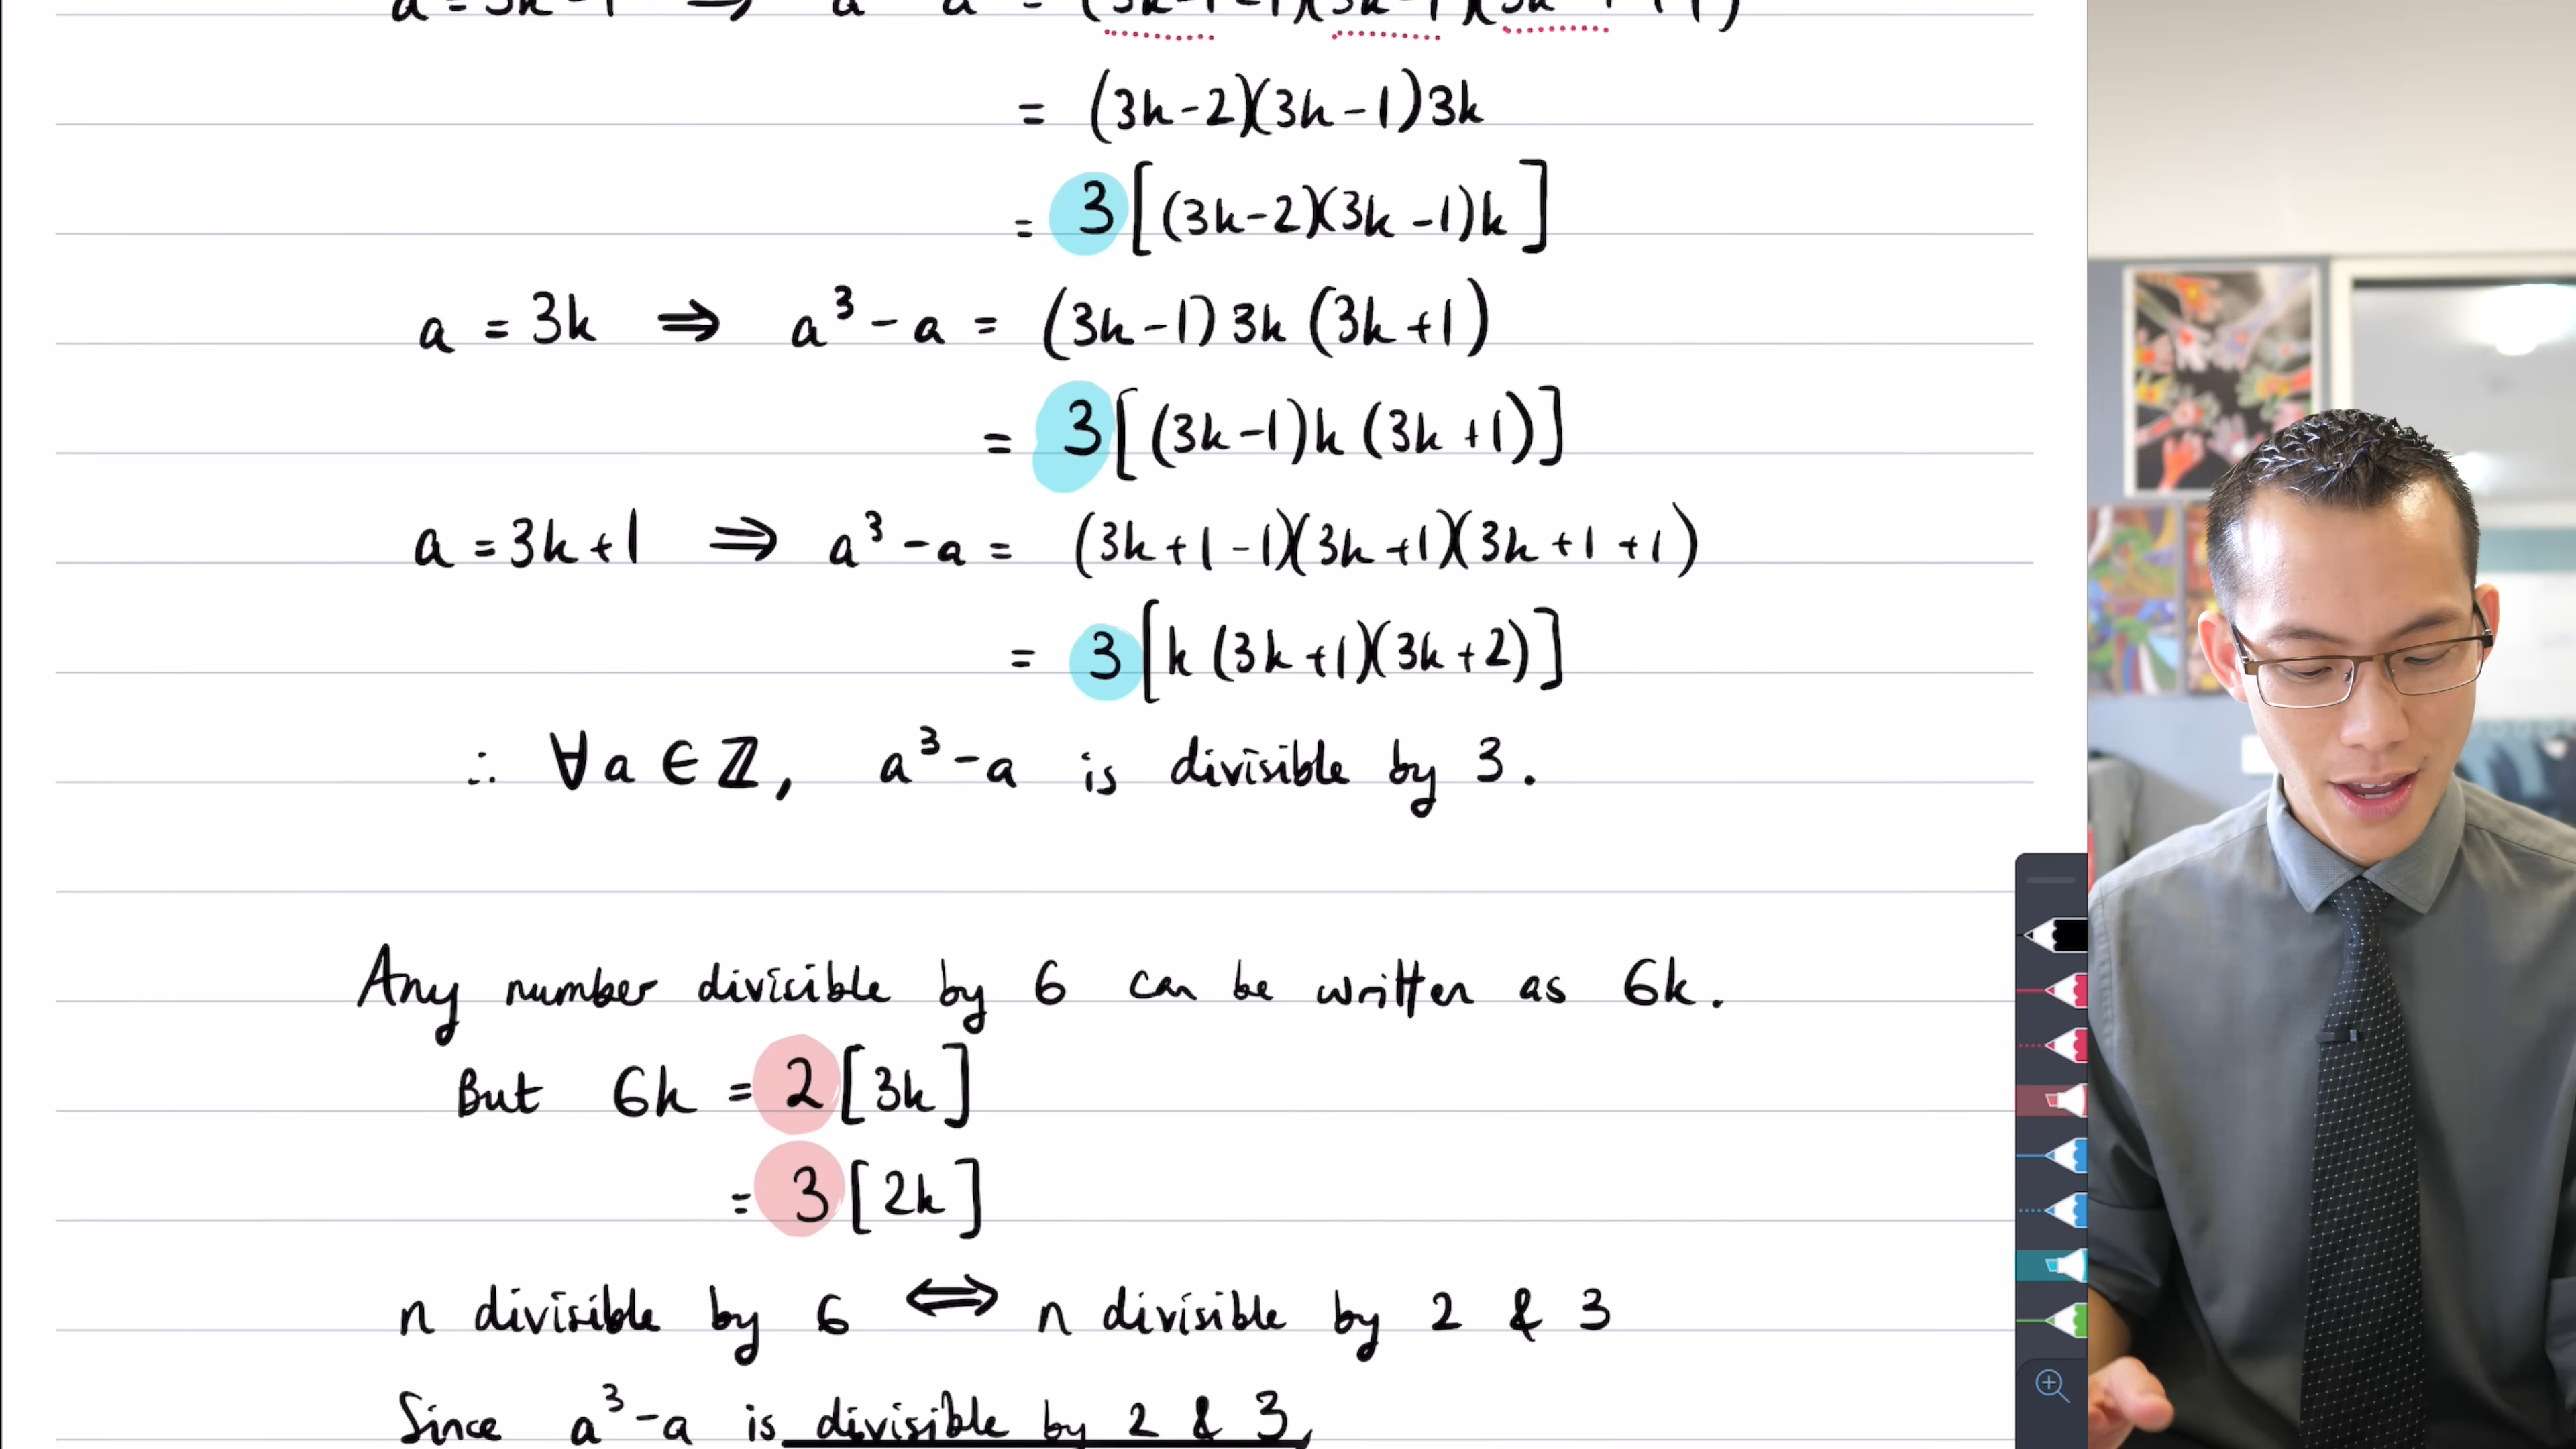 = (3k-2)(3k-1)3k
= 3[(3k-2)(3k-1)k]
a = 3k ⇒ a³-a = (3k-1)3k(3k+1)
= 3[(3k-1)k(3k+1)]
a = 3k+1 ⇒ a³-a = (3k+1-1)(3k+1)(3k+1+1)
= 3[k(3k+1)(3k+2)]
∴ ∀a∈ℤ, a³-a is divisible by 3.
Any number divicible by 6 can be written as 6k.
But 6k = 2[3k]
= 3[2k]
n divisible by 6 ⇔ n divisible by 2 & 3
Since a³-a is divisible by 2 & 3,